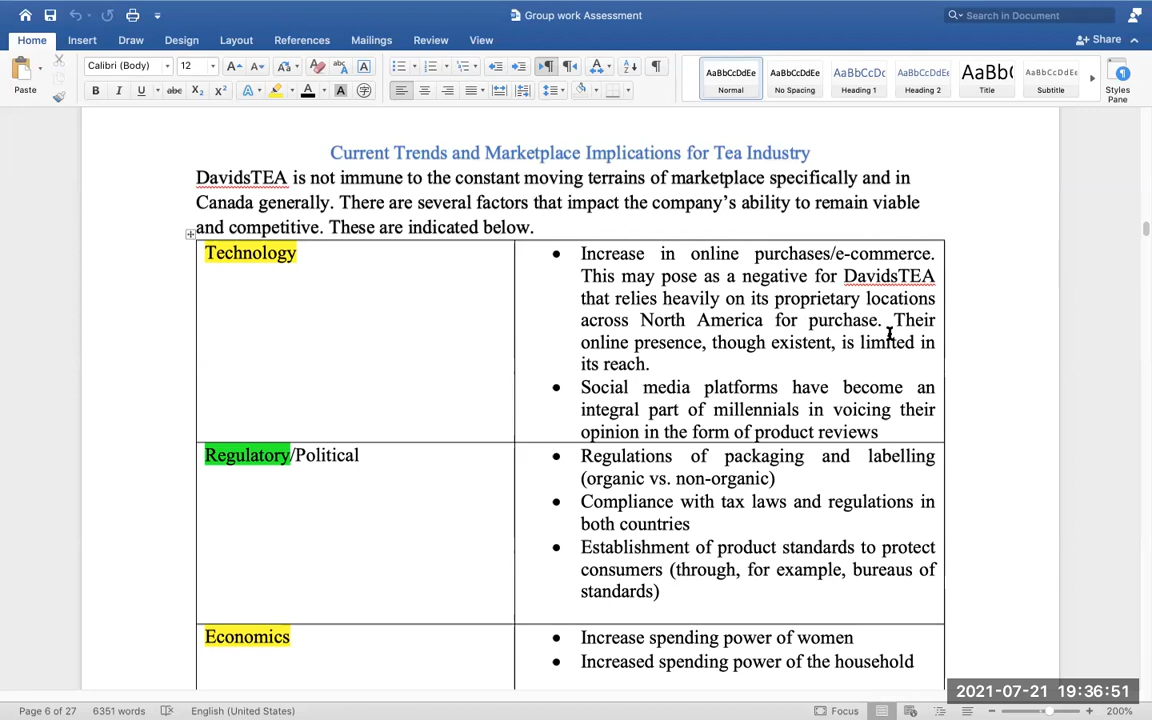 Group work Assessment
Search in Document
Home Insert Draw Design Layout References Mailings Review View
Share
Paste
Calibri (Body) 12
AaBbCcDdEe AaBbCcDdEe AaBbCcDc AaBbCcDdEe AaBb( AaBbCcDdEe
Normal No Spacing Heading 1 Heading 2 Title Subtitle
Styles Pane
Current Trends and Marketplace Implications for Tea Industry
DavidsTEA is not immune to the constant moving terrains of marketplace specifically and in
Canada generally. There are several factors that impact the company's ability to remain viable
and competitive. These are indicated below.
Technology
• Increase in online purchases/e-commerce.
This may pose as a negative for DavidsTEA
that relies heavily on its proprietary locations
across North America for purchase. Their
online presence, though existent, is limited in
its reach.
• Social media platforms have become an
integral part of millennials in voicing their
opinion in the form of product reviews
Regulatory/Political
• Regulations of packaging and labelling
(organic vs. non-organic)
• Compliance with tax laws and regulations in
both countries
• Establishment of product standards to protect
consumers (through, for example, bureaus of
standards)
Economics
• Increase spending power of women
• Increased spending power of the household
2021-07-21 19:36:51
Page 6 of 27 6351 words English (United States) Focus 200%